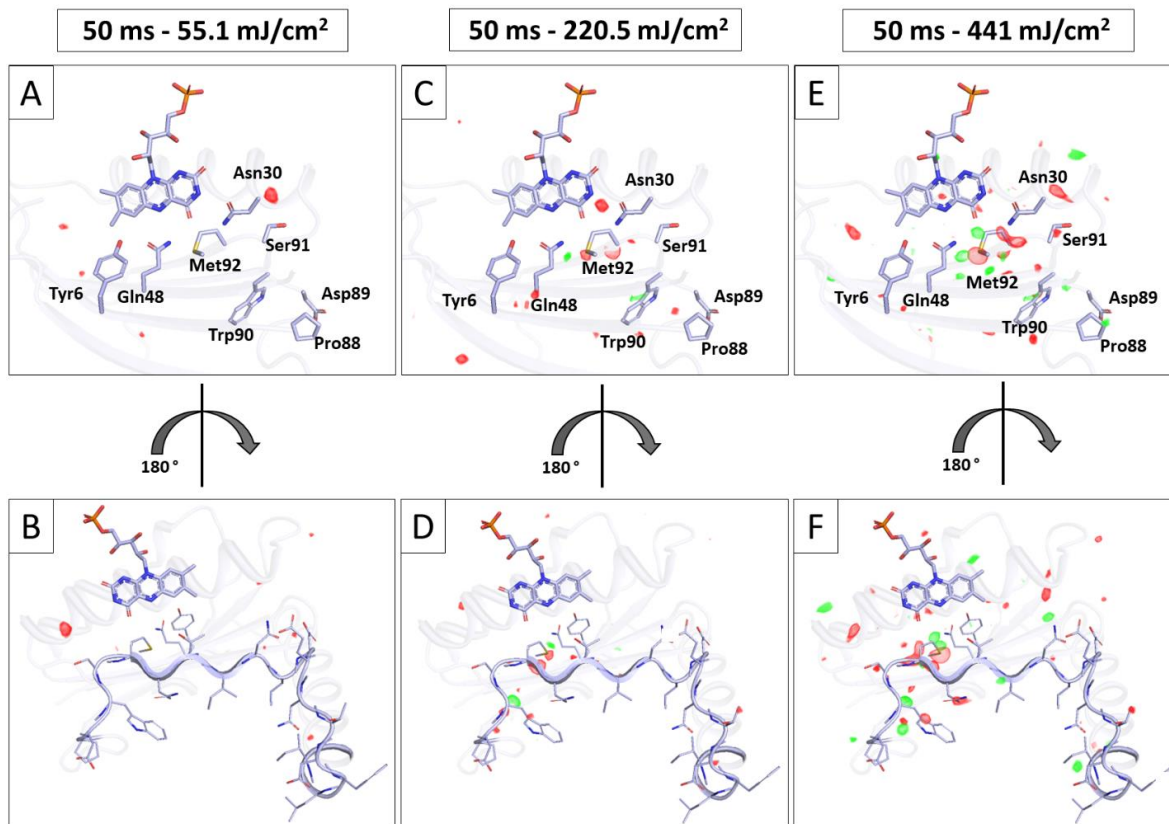 50 ms - 55.1 mJ/cm²
50 ms - 220.5 mJ/cm²
50 ms - 441 mJ/cm²
A
Asn30
Ser91
Met92
Tyr6
Gln48
Asp89
Trp90
Pro88
C
Asn30
Ser91
Met92
Tyr6
Gln48
Asp89
Trp90
Pro88
E
Asn30
Ser91
Met92
Tyr6
Gln48
Asp89
Trp90
Pro88
180°
180°
180°
B
D
F